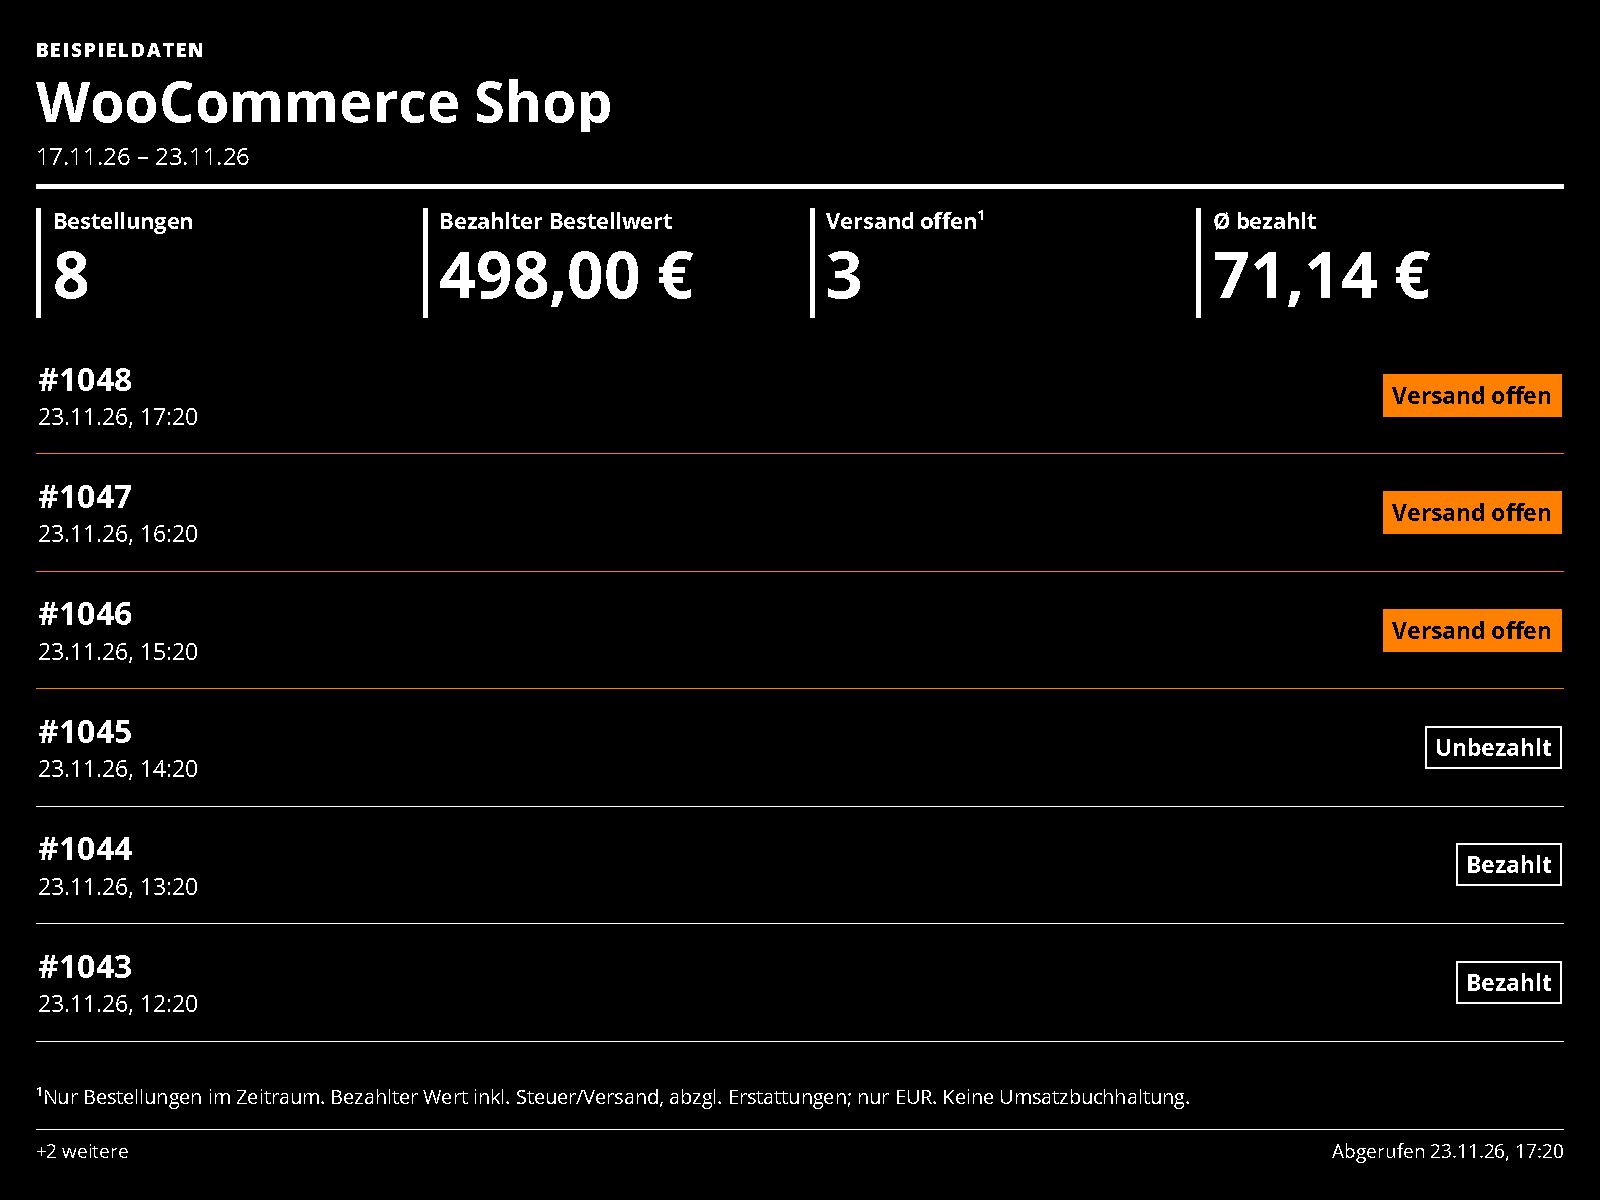 BEISPIELDATEN
WooCommerce Shop
17.11.26 – 23.11.26
Bestellungen
8
Bezahlter Bestellwert
498,00 €
Versand offen¹
3
Ø bezahlt
71,14 €
#1048
23.11.26, 17:20
Versand offen
#1047
23.11.26, 16:20
Versand offen
#1046
23.11.26, 15:20
Versand offen
#1045
23.11.26, 14:20
Unbezahlt
#1044
23.11.26, 13:20
Bezahlt
#1043
23.11.26, 12:20
Bezahlt
¹Nur Bestellungen im Zeitraum. Bezahlter Wert inkl. Steuer/Versand, abzgl. Erstattungen; nur EUR. Keine Umsatzbuchhaltung.
+2 weitere
Abgerufen 23.11.26, 17:20